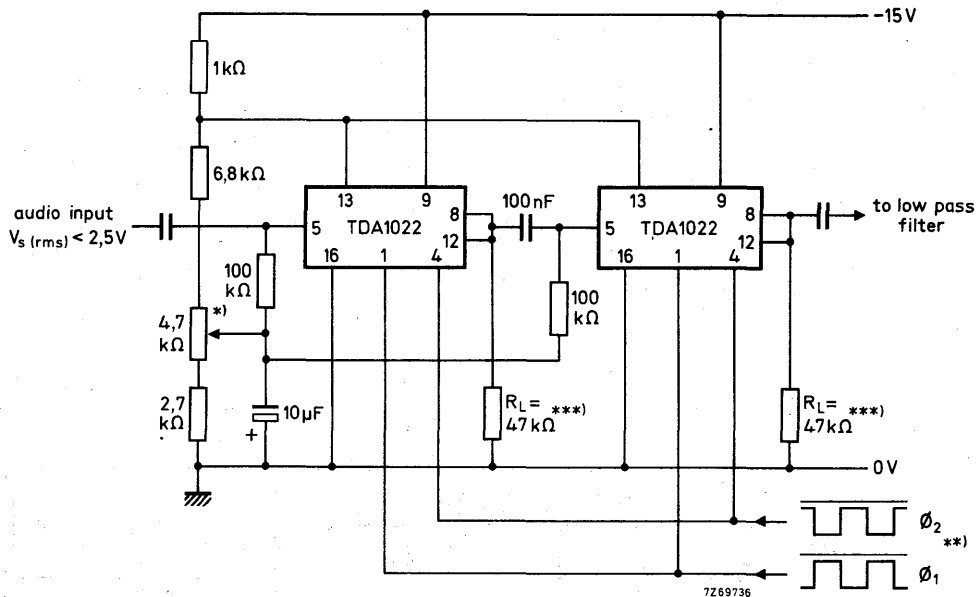 -15V
1kΩ
6,8kΩ
audio input
Vs (rms) < 2,5V
100
kΩ
*)
4,7
kΩ
2,7
kΩ
10µF
+
13
9
5
TDA1022
8
12
16
1
4
100nF
100
kΩ
RL= ***)
47kΩ
13
9
5
TDA1022
8
12
16
1
4
to low pass
filter
RL= ***)
47kΩ
0V
Ø2
**)
Ø1
7Z69736